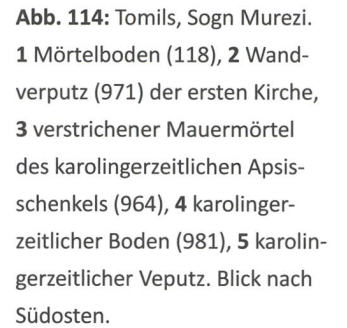 Abb. 114: Tomils, Sogn Murezi.
1 Mörtelboden (118), 2 Wand-
verputz (971) der ersten Kirche,
3 verstrichener Mauermörtel
des karolingerzeitlichen Apsis-
schenkels (964), 4 karolinger-
zeitlicher Boden (981), 5 karolin-
gerzeitlicher Veputz. Blick nach
Südosten.